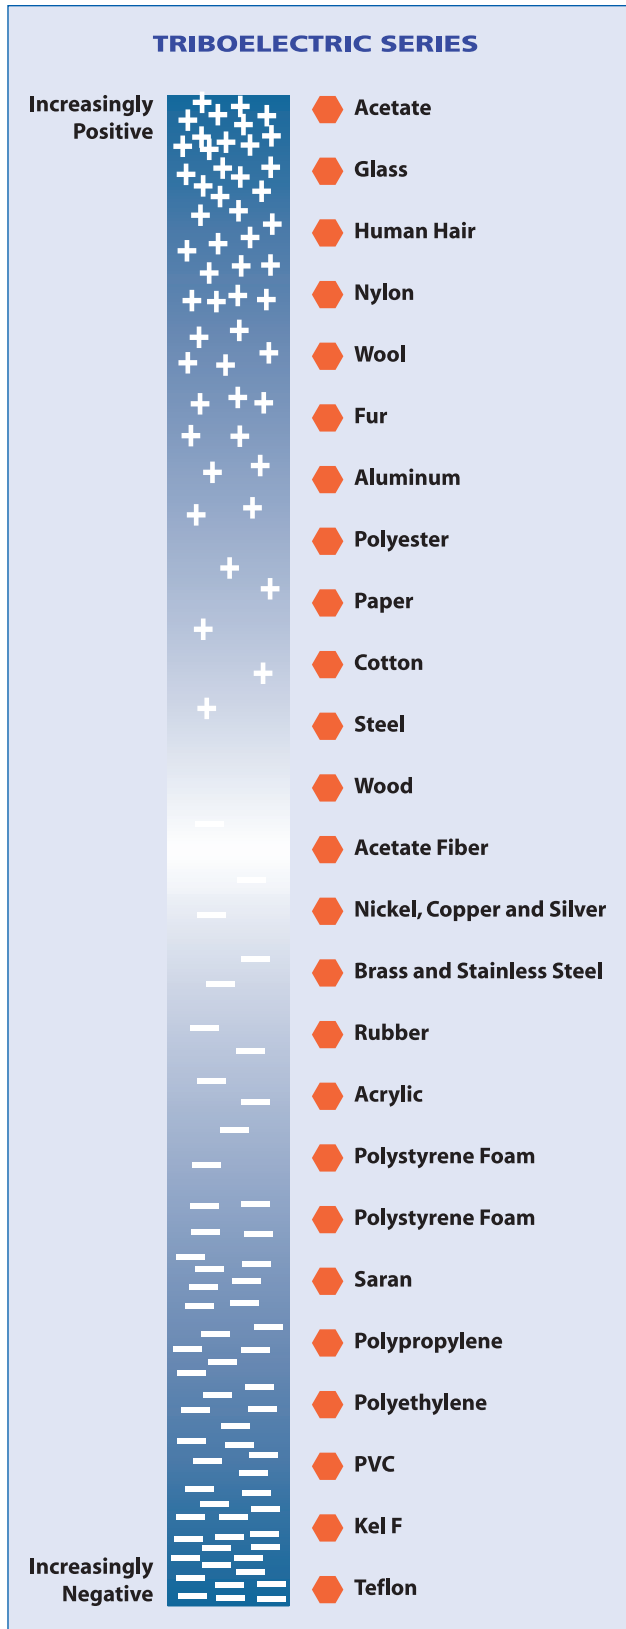 TRIBOELECTRIC SERIES
Increasingly
Positive
Acetate
Glass
Human Hair
Nylon
Wool
Fur
Aluminum
Polyester
Paper
Cotton
Steel
Wood
Acetate Fiber
Nickel, Copper and Silver
Brass and Stainless Steel
Rubber
Acrylic
Polystyrene Foam
Polystyrene Foam
Saran
Polypropylene
Polyethylene
PVC
Kel F
Increasingly
Negative
Teflon